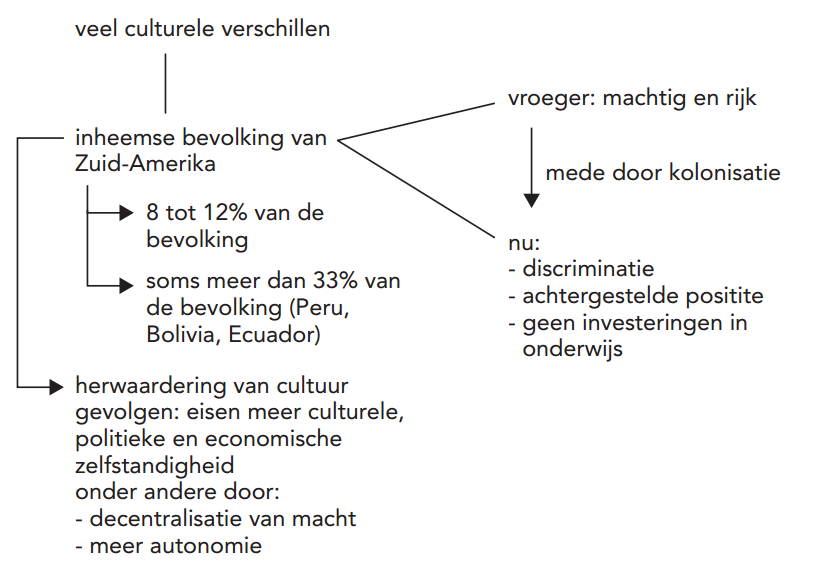 veel culturele verschillen
inheemse bevolking van
Zuid-Amerika
8 tot 12% van de
bevolking
soms meer dan 33% van
de bevolking (Peru,
Bolivia, Ecuador)
herwaardering van cultuur
gevolgen: eisen meer culturele,
politieke en economische
zelfstandigheid
onder andere door:
- decentralisatie van macht
- meer autonomie
vroeger: machtig en rijk
mede door kolonisatie
nu:
- discriminatie
- achtergestelde positite
- geen investeringen in
onderwijs